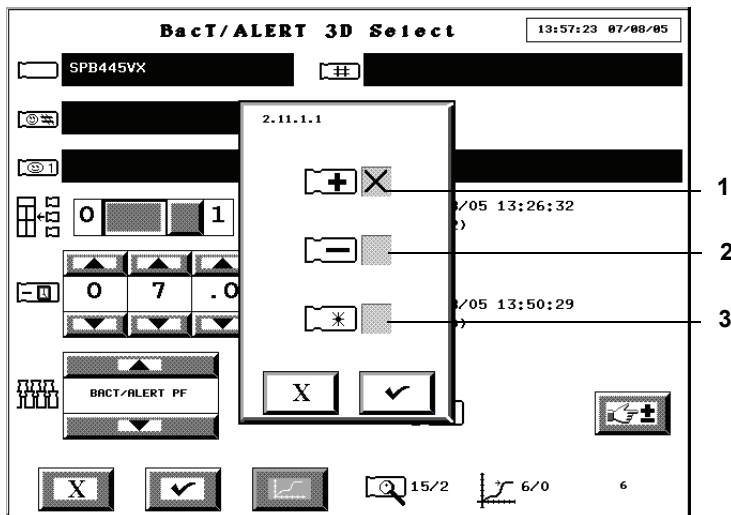 BacT/ALERT 3D Select
13:57:23 07/08/05
SPB445VX
2.11.1.1
1
/05 13:26:32
0 1
2
0 7 .0
/05 13:50:29
3
BACT/ALERT PF
X
X
15/2
6/0
6